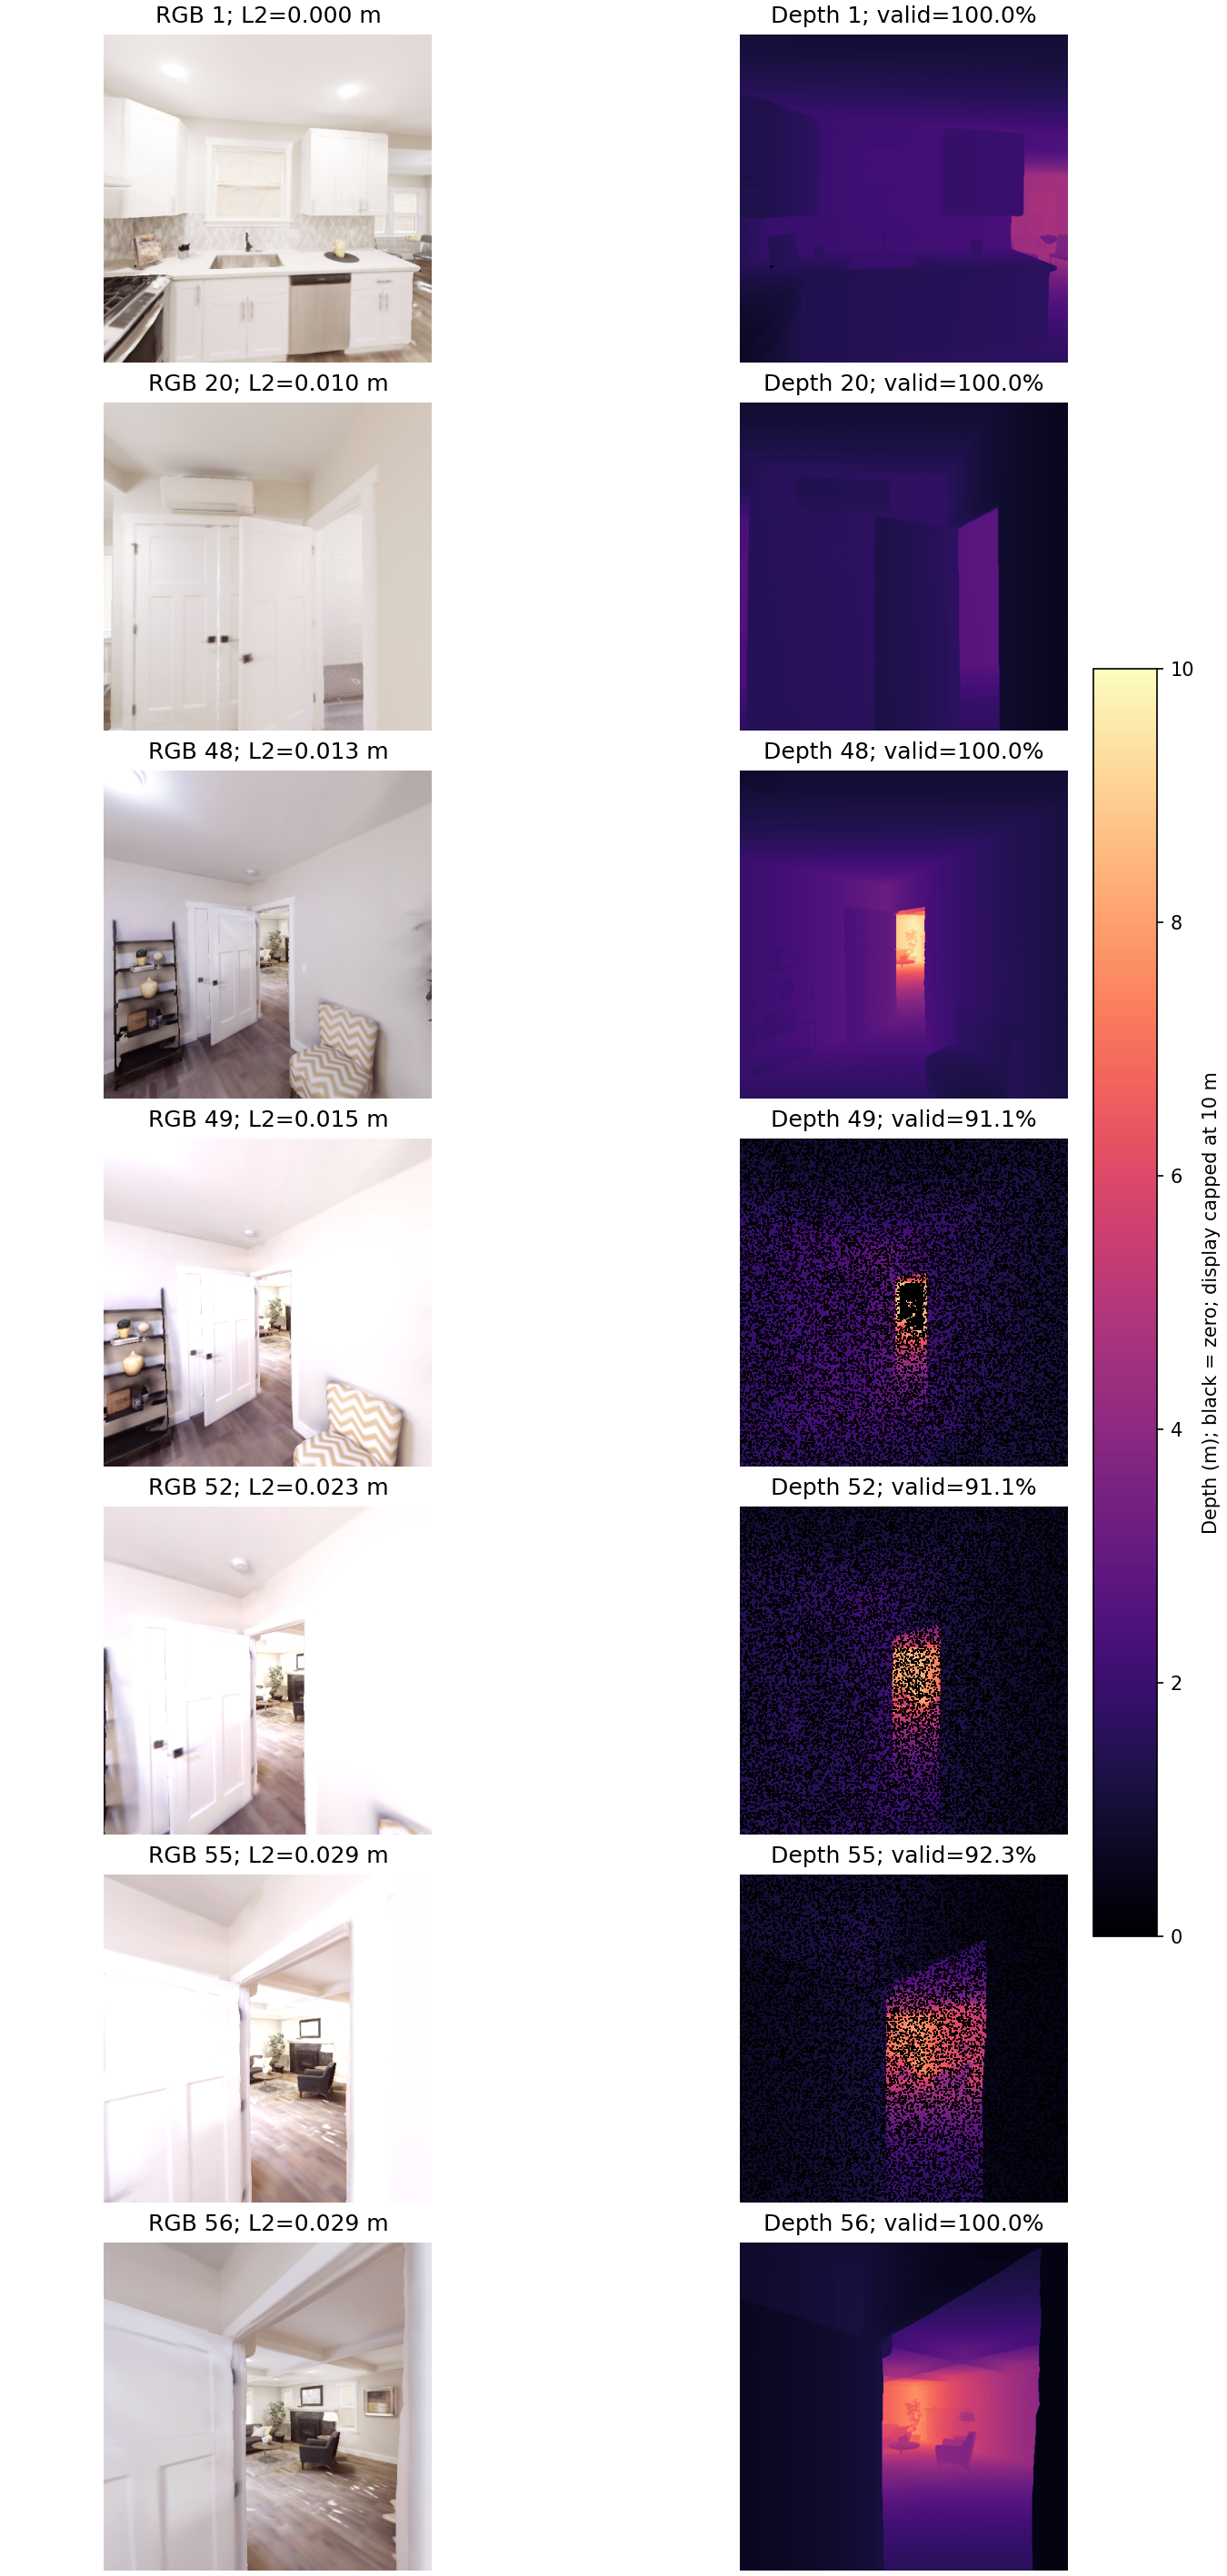 RGB 1; L2=0.000 m
Depth 1; valid=100.0%
RGB 20; L2=0.010 m
Depth 20; valid=100.0%
RGB 48; L2=0.013 m
Depth 48; valid=100.0%
RGB 49; L2=0.015 m
Depth 49; valid=91.1%
RGB 52; L2=0.023 m
Depth 52; valid=91.1%
RGB 55; L2=0.029 m
Depth 55; valid=92.3%
RGB 56; L2=0.029 m
Depth 56; valid=100.0%
10
8
6
4
2
0
Depth (m); black = zero; display capped at 10 m